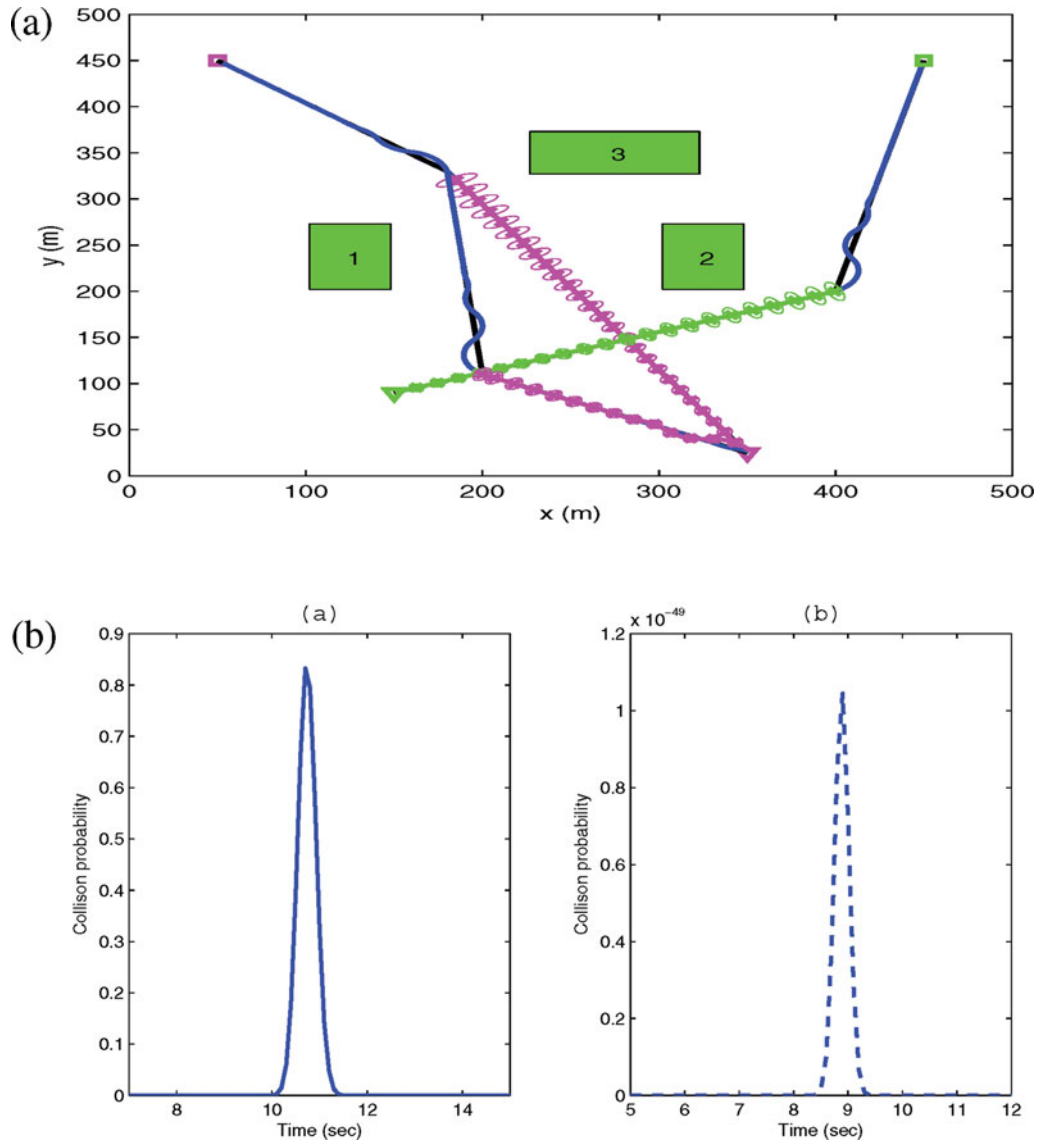 (a)
500
450
400
350
300
250
200
150
100
50
0
y (m)
1
2
3
0 100 200 300 400 500
x (m)
(b)
(a)
0.9
0.8
0.7
0.6
0.5
0.4
0.3
0.2
0.1
0
Collison probability
8 10 12 14
Time (sec)
x 10⁻⁴⁹
(b)
1.2
1
0.8
0.6
0.4
0.2
0
Collison probability
5 6 7 8 9 10 11 12
Time (sec)